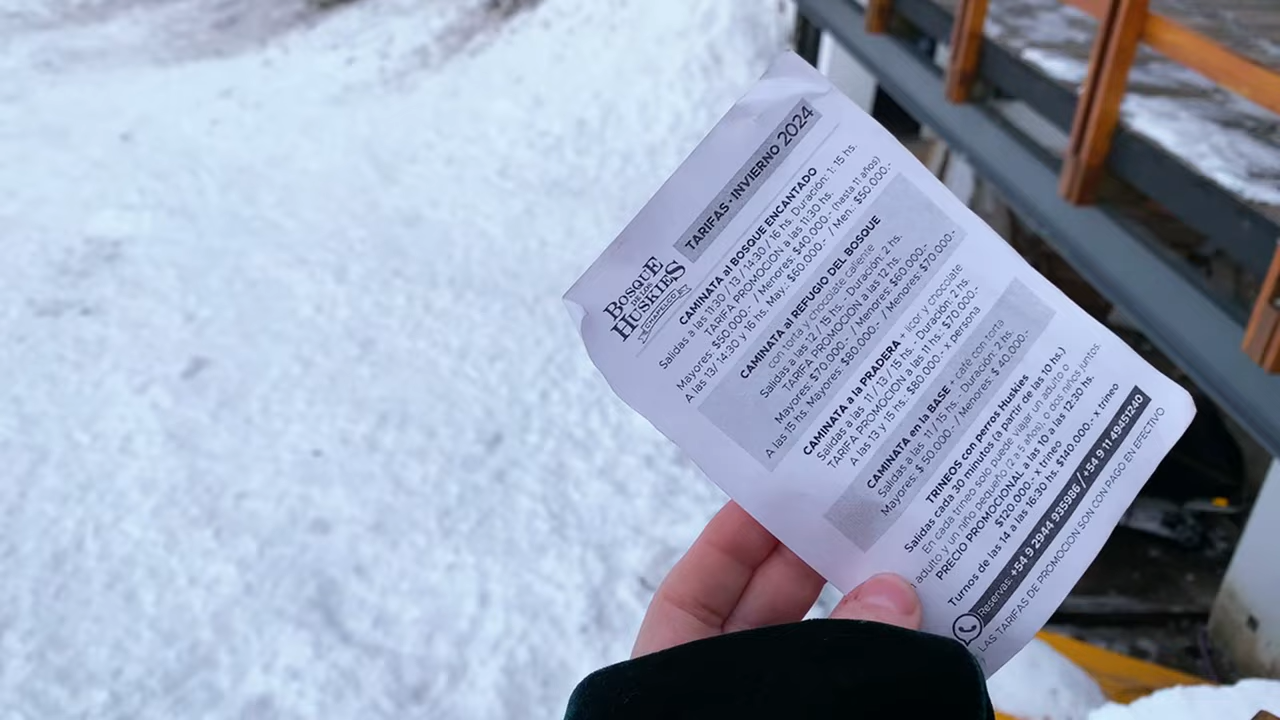 BOSQUE
DE LOS
HUSKIES
CHAPELCO
TARIFAS - INVIERNO 2024
CAMINATA al BOSQUE ENCANTADO
Salidas a las 11:30 / 13 / 14:30 / 16 hs. Duración: 1: 15 hs.
TARIFA PROMOCION a las 11:30 hs.
Mayores: $50.000.- / Menores: $40,000.- (hasta 11 años)
A las 13/ 14:30 y 16 hs. May.: $60.000.- / Men.: $50.000.-
CAMINATA al REFUGIO DEL BOSQUE
con torta y chocolate caliente
Salidas a las 12 / 15 hs. - Duración: 2 hs.
TARIFA PROMOCION a las 12 hs.
Mayores: $70.000.- / Menores: $60.000.-
A las 15 hs. Mayores: $80.000.- / Menores: $70.000.-
CAMINATA a la PRADERA + licor y chocolate
Salidas a las 11 / 13 / 15 hs. - Duración: 2 hs.
TARIFA PROMOCION a las 11 hs.: $70.000.-
A las 13 y 15 hs: $80.000.- x persona
CAMINATA en la BASE + café con torta
Salidas a las 11 / 15 hs. Duración: 2 hs.
Mayores: $ 50.000.- / Menores: $ 40.000.-
TRINEOS con perros Huskies
Salidas cada 30 minutos (a partir de las 10 hs.)
En cada trineo solo puede viajar un adulto o
adulto y un niño pequeño (2 a 5 años), o dos niños juntos.
PRECIO PROMOCIONAL a las 10 a las 12:30 hs
$120.000.- x trineo
Turnos de las 14 a las 16:30 hs. $140.000.- x trineo
Reservas: +54 9 2944 935986 / +54 9 11 49451240
LAS TARIFAS DE PROMOCION SON CON PAGO EN EFECTIVO